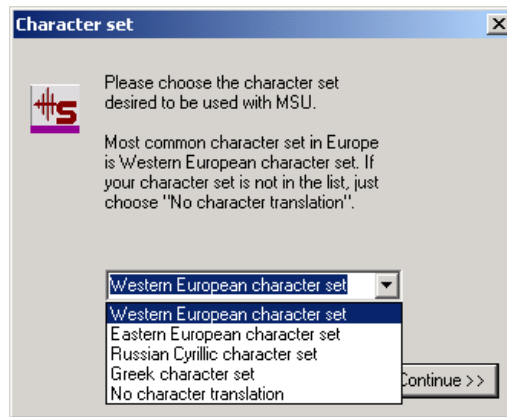 Character set
Please choose the character set
desired to be used with MSU.
Most common character set in Europe
is Western European character set. If
your character set is not in the list, just
choose "No character translation".
Western European character set
Western European character set
Eastern European character set
Russian Cyrillic character set
Greek character set
No character translation
Continue >>